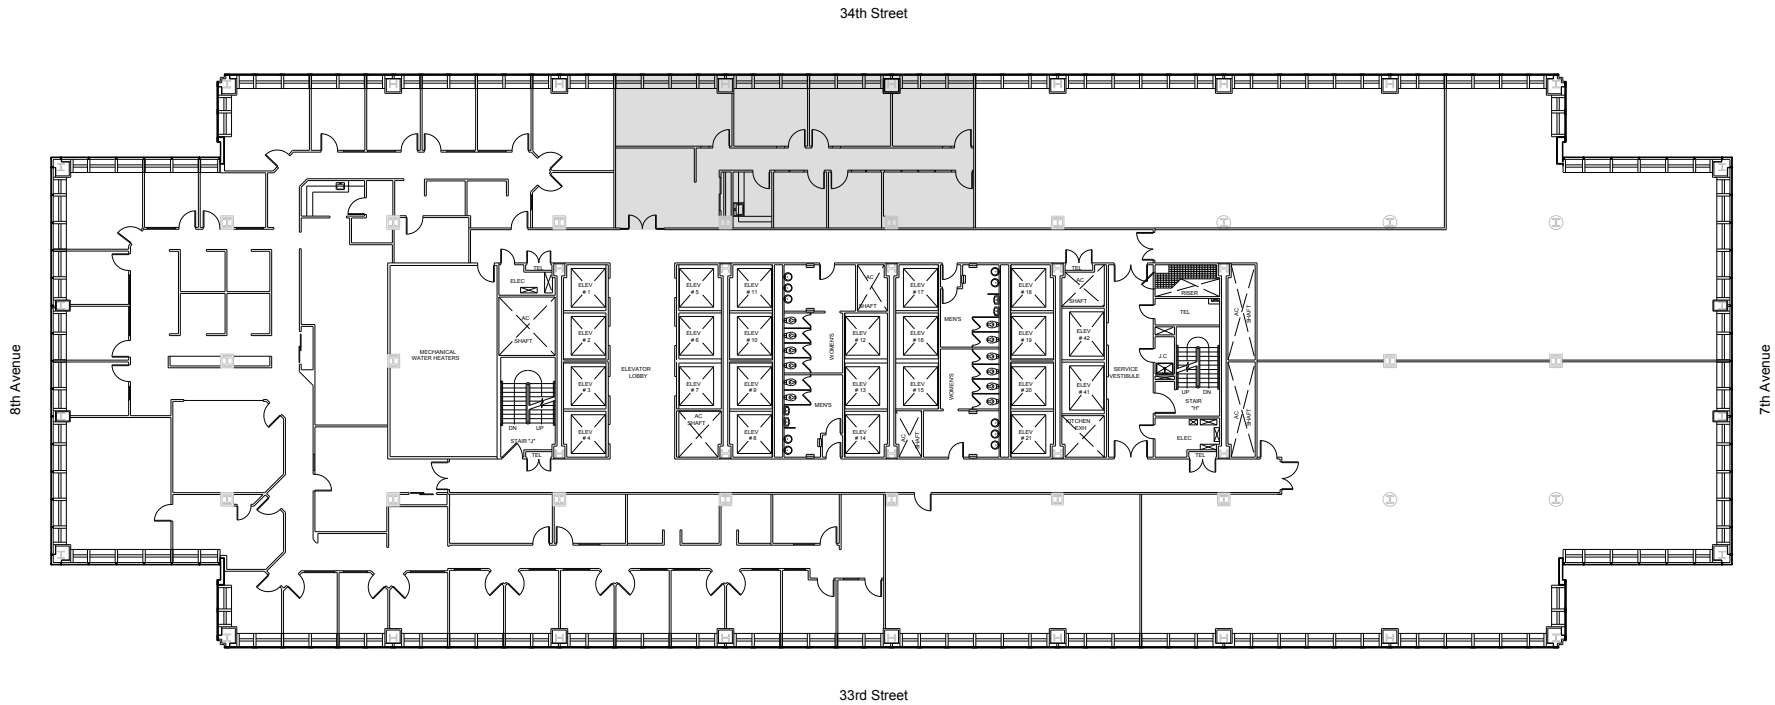 34th Street
8th Avenue
7th Avenue
33rd Street
MECHANICAL
WATER HEATERS
TEL
ELEC
AC
SHAFT
DN
UP
STAIR "J"
TEL
ELEV
# 1
ELEV
# 2
ELEV
# 3
ELEV
# 4
ELEVATOR
LOBBY
ELEV
# 5
ELEV
# 6
ELEV
# 7
AC
SHAFT
ELEV
# 11
ELEV
# 10
ELEV
# 9
ELEV
# 8
WOMEN'S
MEN'S
AC
SHAFT
ELEV
# 12
ELEV
# 13
ELEV
# 14
ELEV
# 17
ELEV
# 16
ELEV
# 15
AC
SHAFT
MEN'S
WOMEN'S
ELEV
# 18
ELEV
# 19
ELEV
# 20
ELEV
# 21
TEL
AC
SHAFT
ELEV
# 42
ELEV
# 41
KITCHEN
EXH
SERVICE
VESTIBULE
RISER
TEL
J.C
UP
DN
STAIR
"H"
ELEC
TEL
AC
SHAFT
AC
SHAFT